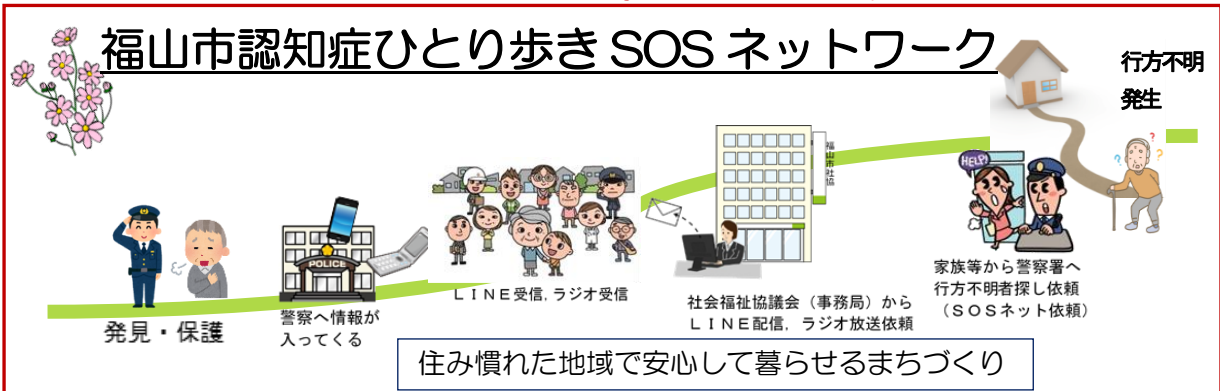 福山市認知症ひとり歩き SOS ネットワーク
行方不明
発生
HELP!
家族等から警察署へ
行方不明者探し依頼
（ＳＯＳネット依頼）
福山市社協
社会福祉協議会（事務局）から
ＬＩＮＥ配信，ラジオ放送依頼
ＬＩＮＥ受信，ラジオ受信
POLICE
警察へ情報が
入ってくる
発見・保護
住み慣れた地域で安心して暮らせるまちづくり